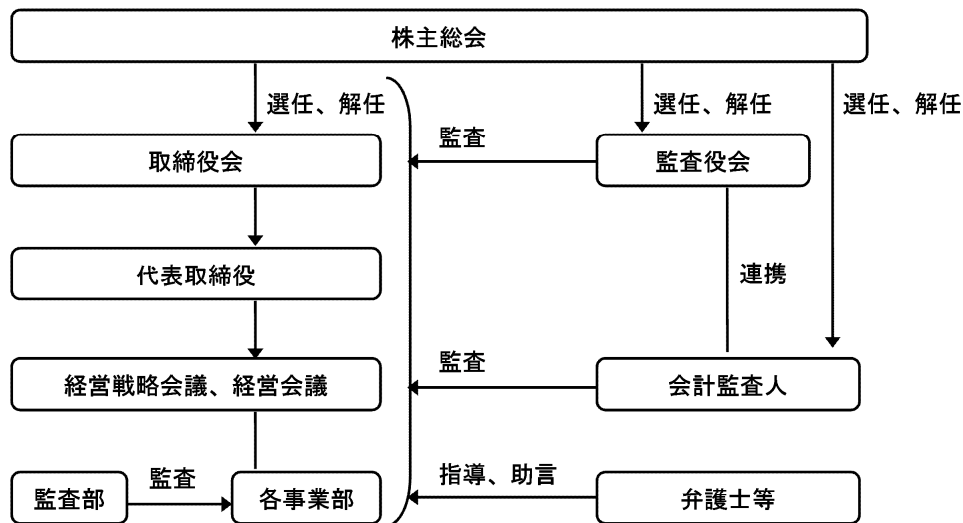 株主総会
選任、解任
選任、解任
選任、解任
取締役会
監査
監査役会
代表取締役
連携
経営戦略会議、経営会議
監査
会計監査人
監査部
監査
各事業部
指導、助言
弁護士等